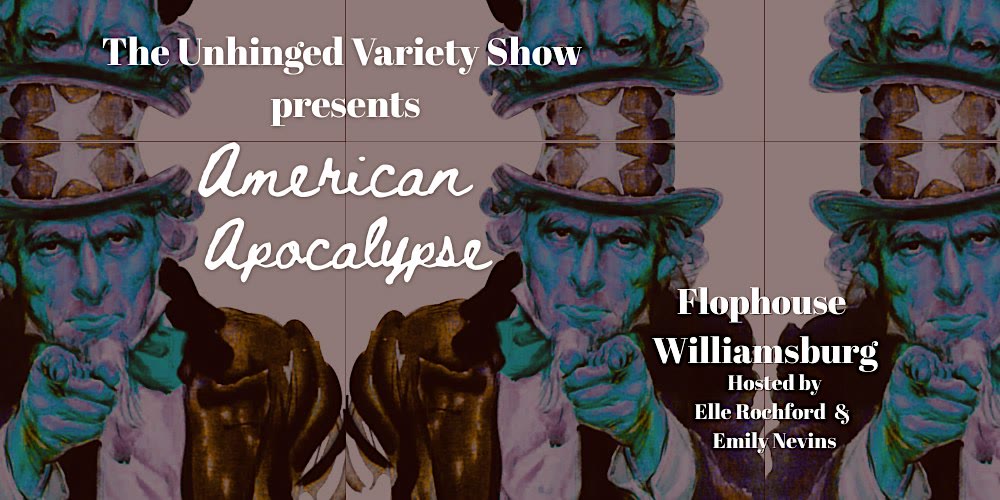 The Unhinged Variety Show
presents
American
Apocalypse
Flophouse
Williamsburg
Hosted by
Elle Rochford &
Emily Nevins